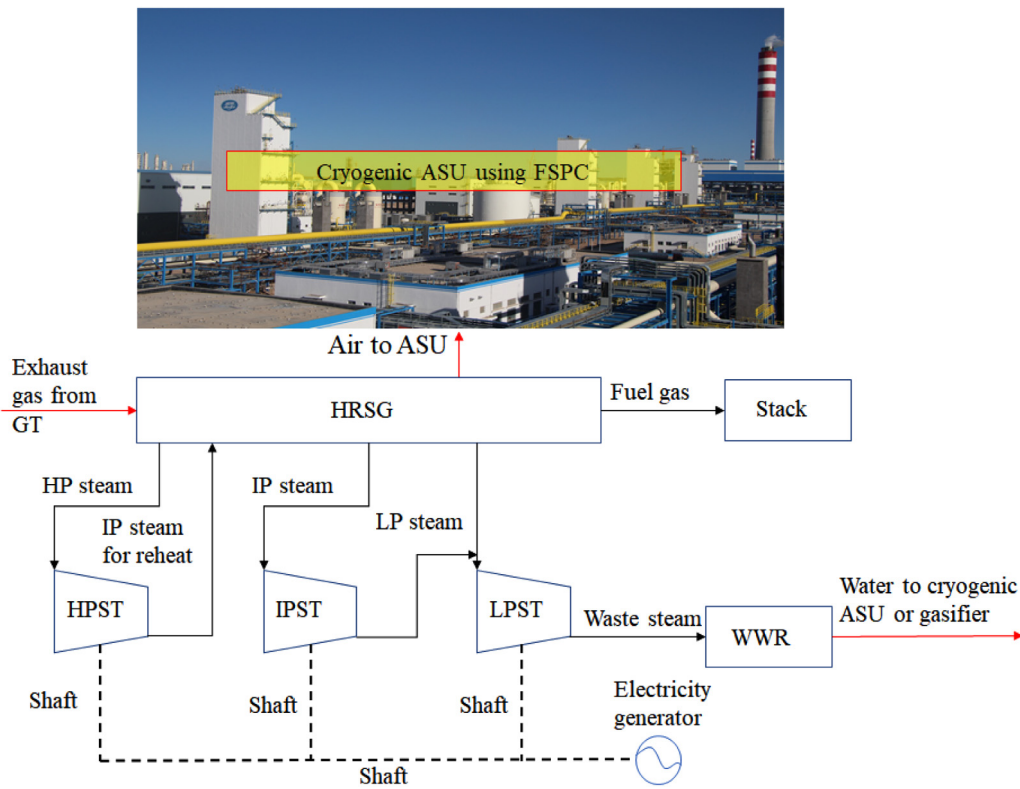 Cryogenic ASU using FSPC
Air to ASU
Exhaust
gas from
GT
HRSG
Fuel gas
Stack
HP steam
IP steam
for reheat
IP steam
LP steam
HPST
IPST
LPST
Waste steam
WWR
Water to cryogenic
ASU or gasifier
Shaft
Shaft
Shaft
Electricity
generator
Shaft